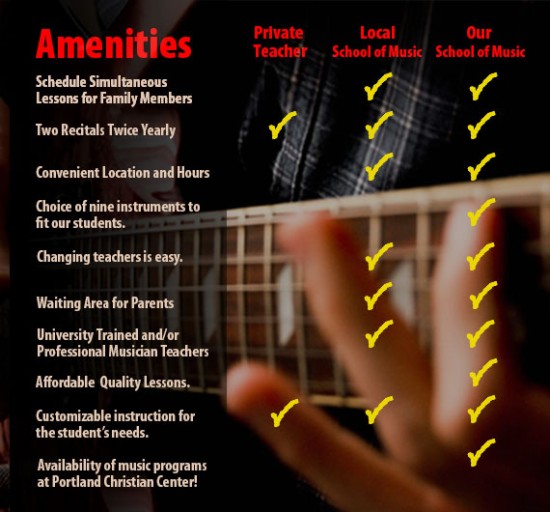 Amenities
Private
Teacher
Local
School of Music
Our
School of Music
Schedule Simultaneous
Lessons for Family Members
Two Recitals Twice Yearly
Convenient Location and Hours
Choice of nine instruments to
fit our students.
Changing teachers is easy.
Waiting Area for Parents
University Trained and/or
Professional Musician Teachers
Affordable Quality Lessons.
Customizable instruction for
the student's needs.
Availability of music programs
at Portland Christian Center!